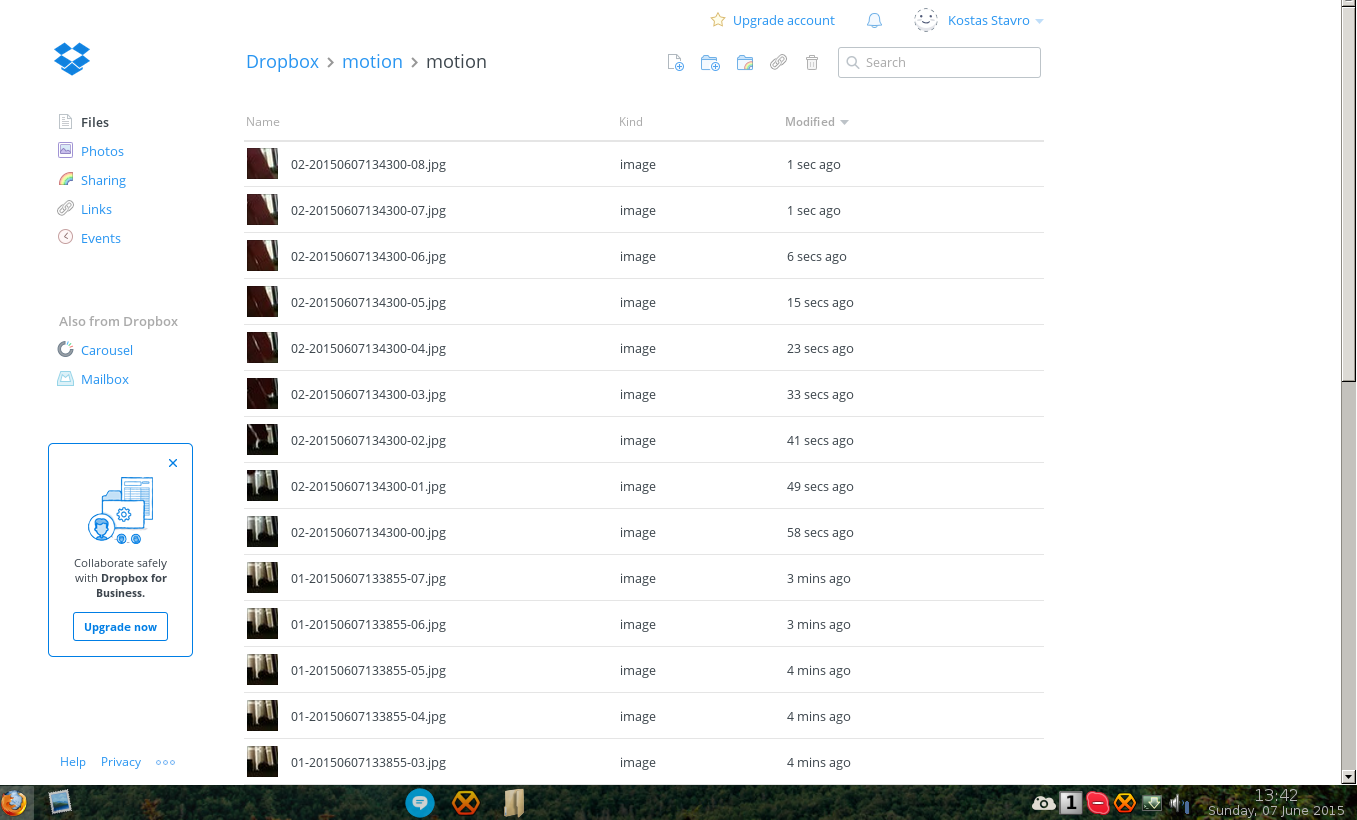 Upgrade account Kostas Stavro
Dropbox > motion > motion Search
Files
Photos
Sharing
Links
Events
Also from Dropbox
Carousel
Mailbox
Collaborate safely
with Dropbox for
Business.
Upgrade now
Help Privacy
Name Kind Modified
02-20150607134300-08.jpg image 1 sec ago
02-20150607134300-07.jpg image 1 sec ago
02-20150607134300-06.jpg image 6 secs ago
02-20150607134300-05.jpg image 15 secs ago
02-20150607134300-04.jpg image 23 secs ago
02-20150607134300-03.jpg image 33 secs ago
02-20150607134300-02.jpg image 41 secs ago
02-20150607134300-01.jpg image 49 secs ago
02-20150607134300-00.jpg image 58 secs ago
01-20150607133855-07.jpg image 3 mins ago
01-20150607133855-06.jpg image 3 mins ago
01-20150607133855-05.jpg image 4 mins ago
01-20150607133855-04.jpg image 4 mins ago
01-20150607133855-03.jpg image 4 mins ago
1
13:42
Sunday, 07 June 2015